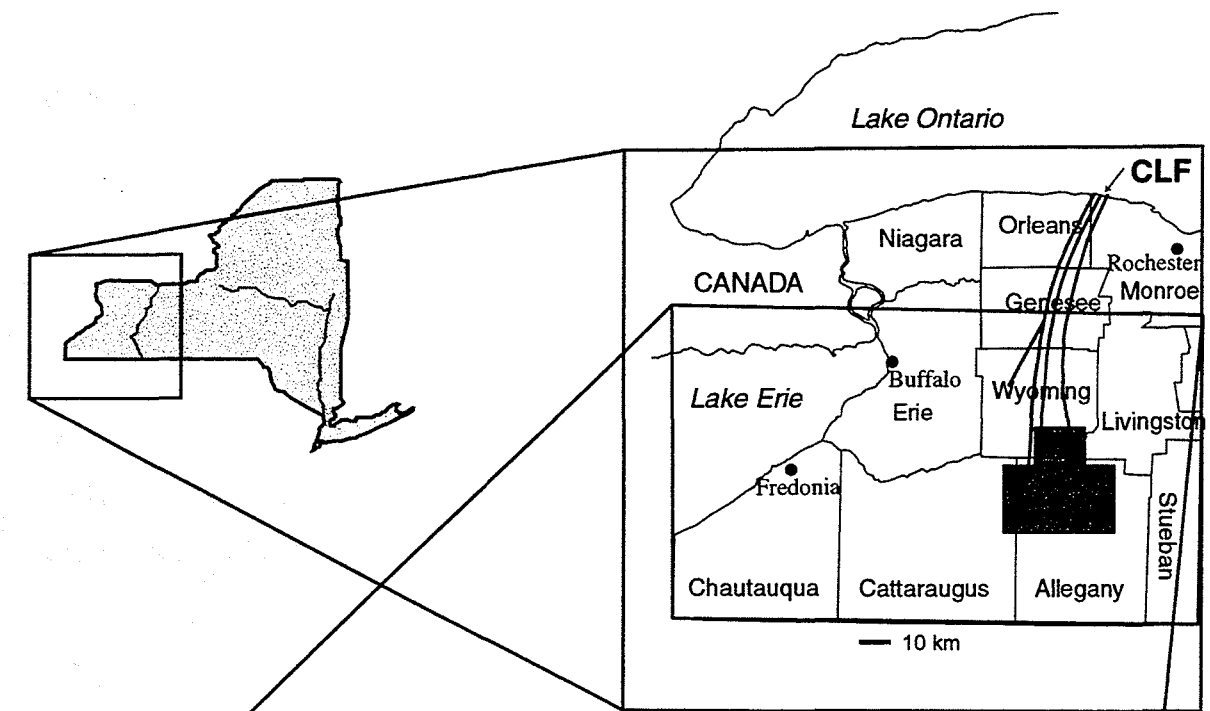 Lake Ontario
CLF
Orleans
Niagara
Rochester
CANADA
Monroe
Genesee
Buffalo
Wyoming
Lake Erie
Erie
Livingston
Fredonia
Stueban
Chautauqua
Cattaraugus
Allegany
10 km